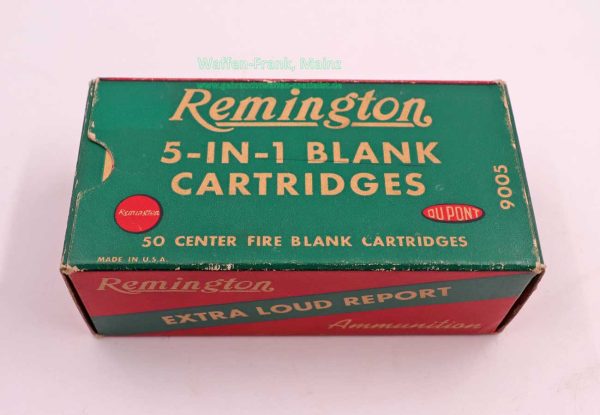 Waffen-Frank, Mainz
Remington
5-IN-1 BLANK
CARTRIDGES
Remington
DU PONT
9005
50 CENTER FIRE BLANK CARTRIDGES
MADE IN U.S.A.
Remington
EXTRA LOUD REPORT
Ammunition